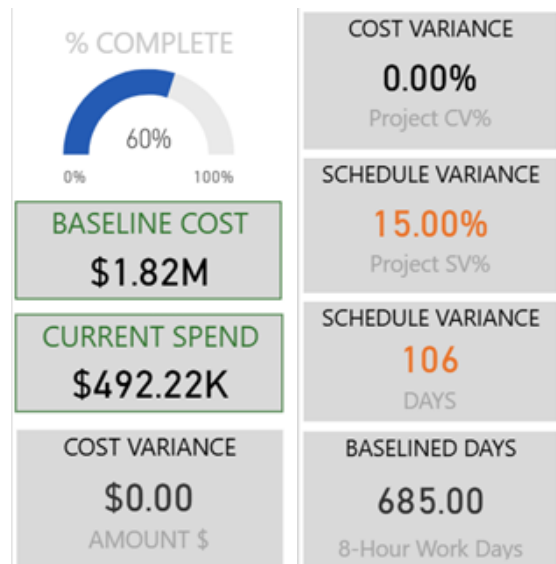 % COMPLETE
60%
0%
100%
BASELINE COST
$1.82M
CURRENT SPEND
$492.22K
COST VARIANCE
$0.00
AMOUNT $
COST VARIANCE
0.00%
Project CV%
SCHEDULE VARIANCE
15.00%
Project SV%
SCHEDULE VARIANCE
106
DAYS
BASELINED DAYS
685.00
8-Hour Work Days